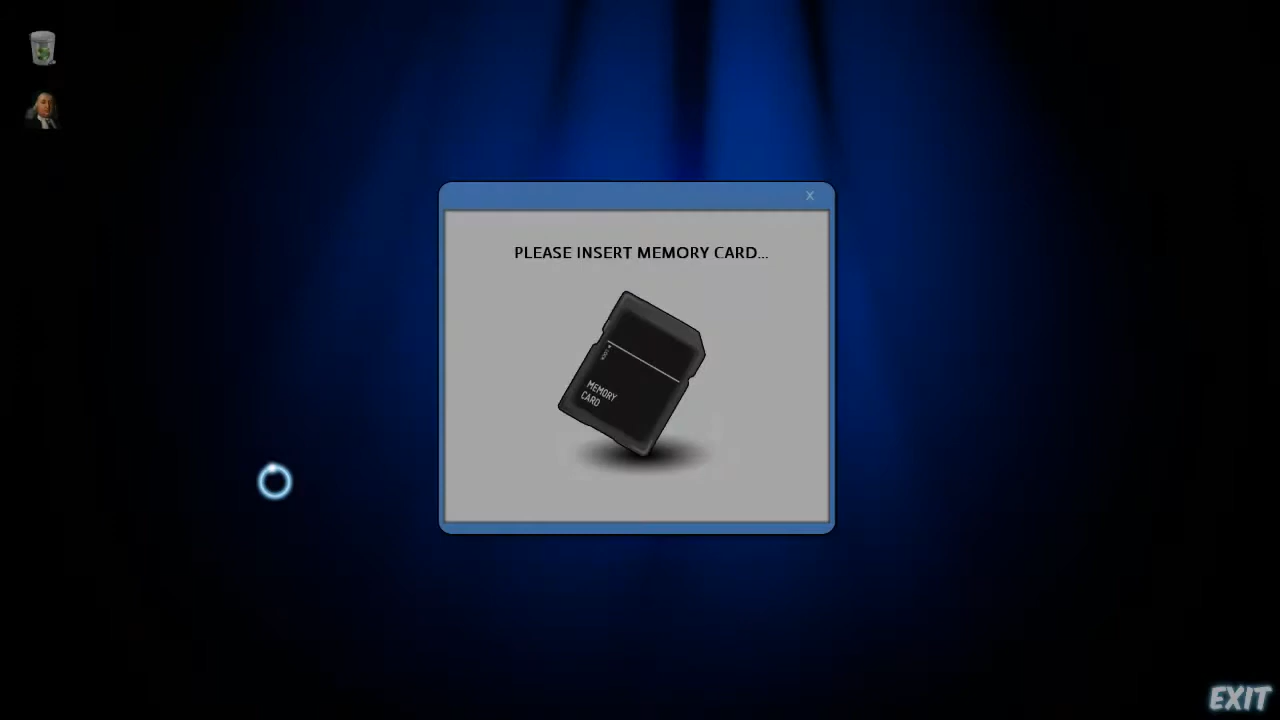 X
PLEASE INSERT MEMORY CARD...
MEMORY
CARD
EXIT